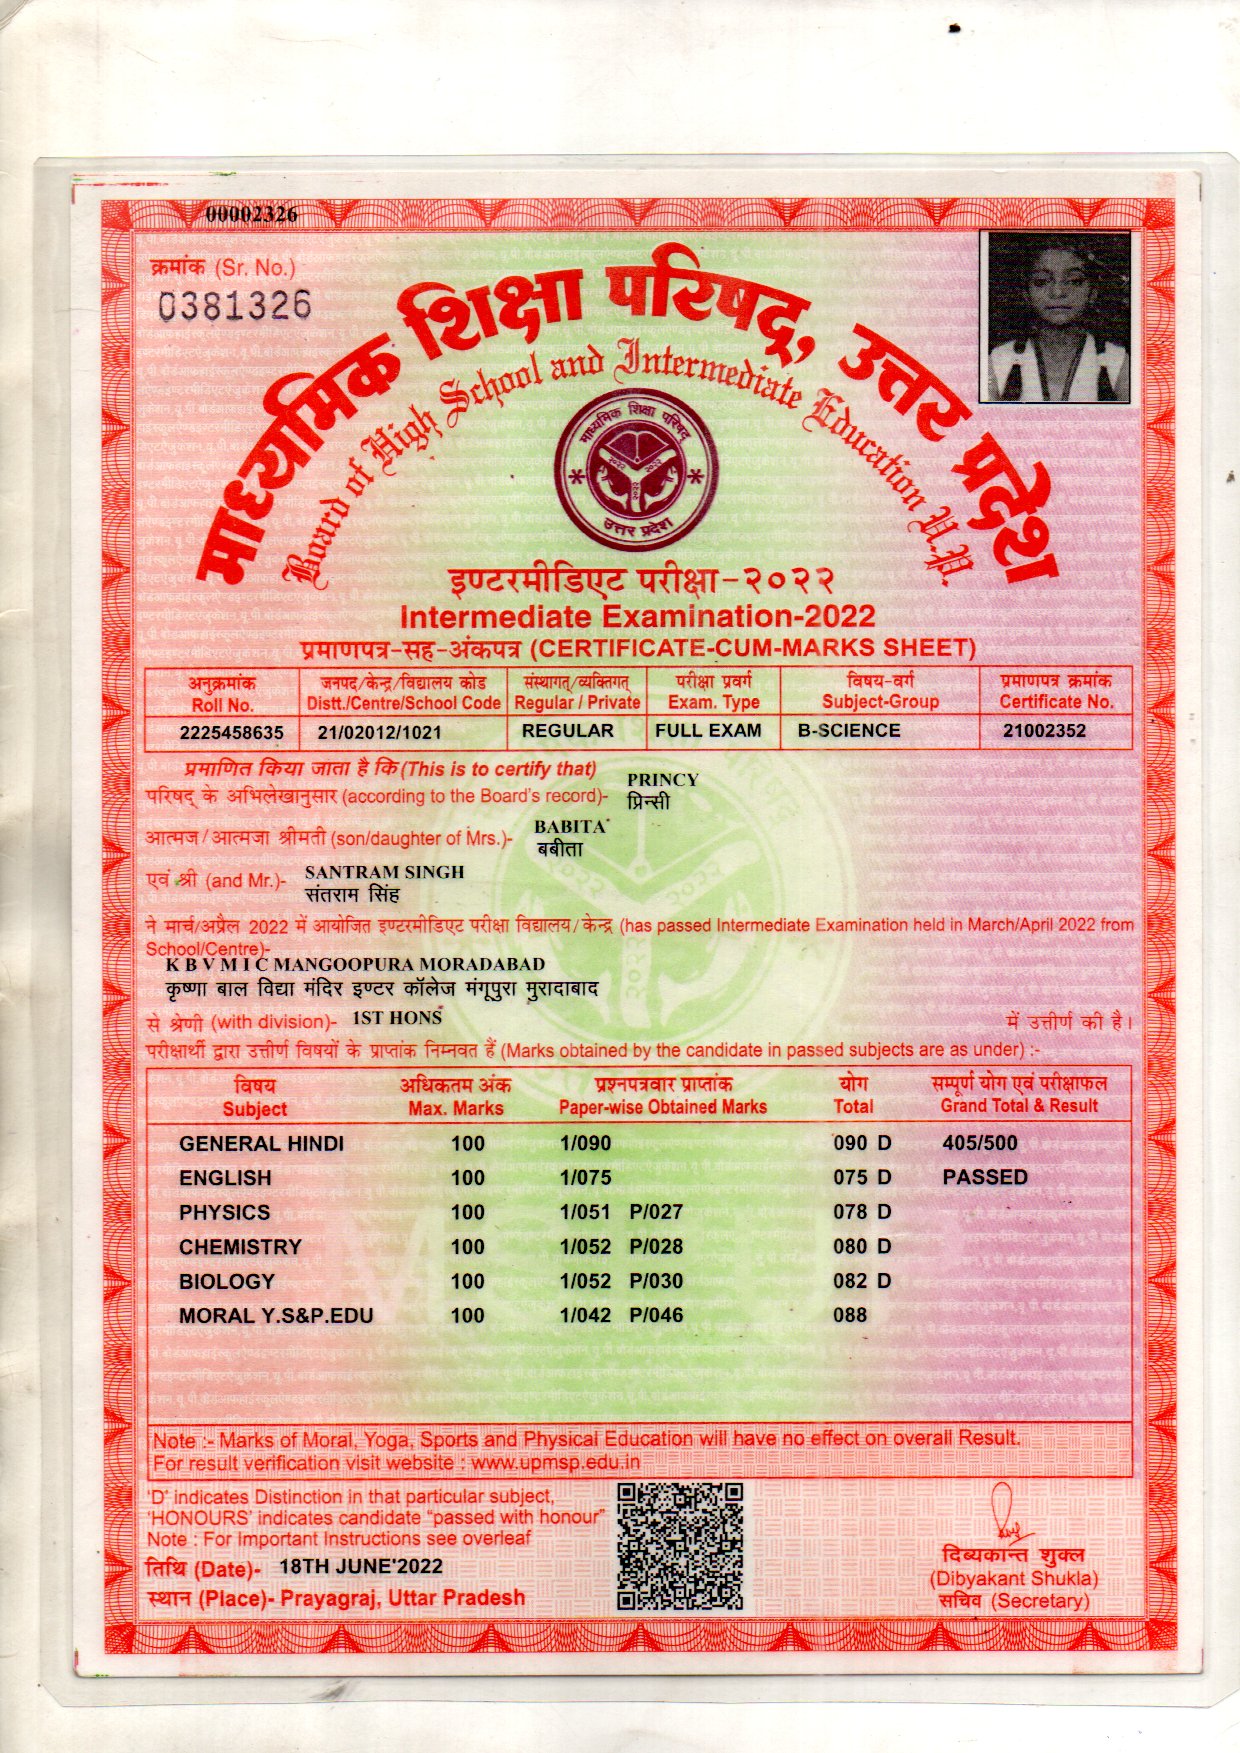 00002326
क्रमांक (Sr. No.)
0381326
माध्यमिक शिक्षा परिषद्, उत्तर प्रदेश
Board of High School and Intermediate Education U.P.
माध्यमिक शिक्षा परिषद्
२०२२ २०२२
२०२२
उत्तर प्रदेश
इण्टरमीडिएट परीक्षा-२०२२
Intermediate Examination-2022
प्रमाणपत्र-सह-अंकपत्र (CERTIFICATE-CUM-MARKS SHEET)
अनुक्रमांक जनपद/केन्द्र/विद्यालय कोड संस्थागत्/व्यक्तिगत् परीक्षा प्रवर्ग विषय-वर्ग प्रमाणपत्र क्रमांक
Roll No. Distt./Centre/School Code Regular / Private Exam. Type Subject-Group Certificate No.
2225458635 21/02012/1021 REGULAR FULL EXAM B-SCIENCE 21002352
प्रमाणित किया जाता है कि (This is to certify that)
परिषद् के अभिलेखानुसार (according to the Board's record)- PRINCY
प्रिन्सी
आत्मज/आत्मजा श्रीमती (son/daughter of Mrs.)- BABITA
बबीता
एवं श्री (and Mr.)- SANTRAM SINGH
संतराम सिंह
ने मार्च/अप्रैल 2022 में आयोजित इण्टरमीडिएट परीक्षा विद्यालय/केन्द्र (has passed Intermediate Examination held in March/April 2022 from
School/Centre)-
K B V M I C MANGOOPURA MORADABAD
कृष्णा बाल विद्या मंदिर इण्टर कॉलेज मंगूपुरा मुरादाबाद
से श्रेणी (with division)- 1ST HONS में उत्तीर्ण की है।
परीक्षार्थी द्वारा उत्तीर्ण विषयों के प्राप्तांक निम्नवत हैं (Marks obtained by the candidate in passed subjects are as under) :-
विषय अधिकतम अंक प्रश्नपत्रवार प्राप्तांक योग सम्पूर्ण योग एवं परीक्षाफल
Subject Max. Marks Paper-wise Obtained Marks Total Grand Total & Result
GENERAL HINDI 100 1/090 090 D 405/500
ENGLISH 100 1/075 075 D PASSED
PHYSICS 100 1/051 P/027 078 D
CHEMISTRY 100 1/052 P/028 080 D
BIOLOGY 100 1/052 P/030 082 D
MORAL Y.S&P.EDU 100 1/042 P/046 088
Note :- Marks of Moral, Yoga, Sports and Physical Education will have no effect on overall Result.
For result verification visit website : www.upmsp.edu.in
'D' indicates Distinction in that particular subject,
'HONOURS' indicates candidate "passed with honour"
Note : For Important Instructions see overleaf
तिथि (Date)- 18TH JUNE'2022
स्थान (Place)- Prayagraj, Uttar Pradesh
दिब्यकान्त शुक्ल
(Dibyakant Shukla)
सचिव (Secretary)